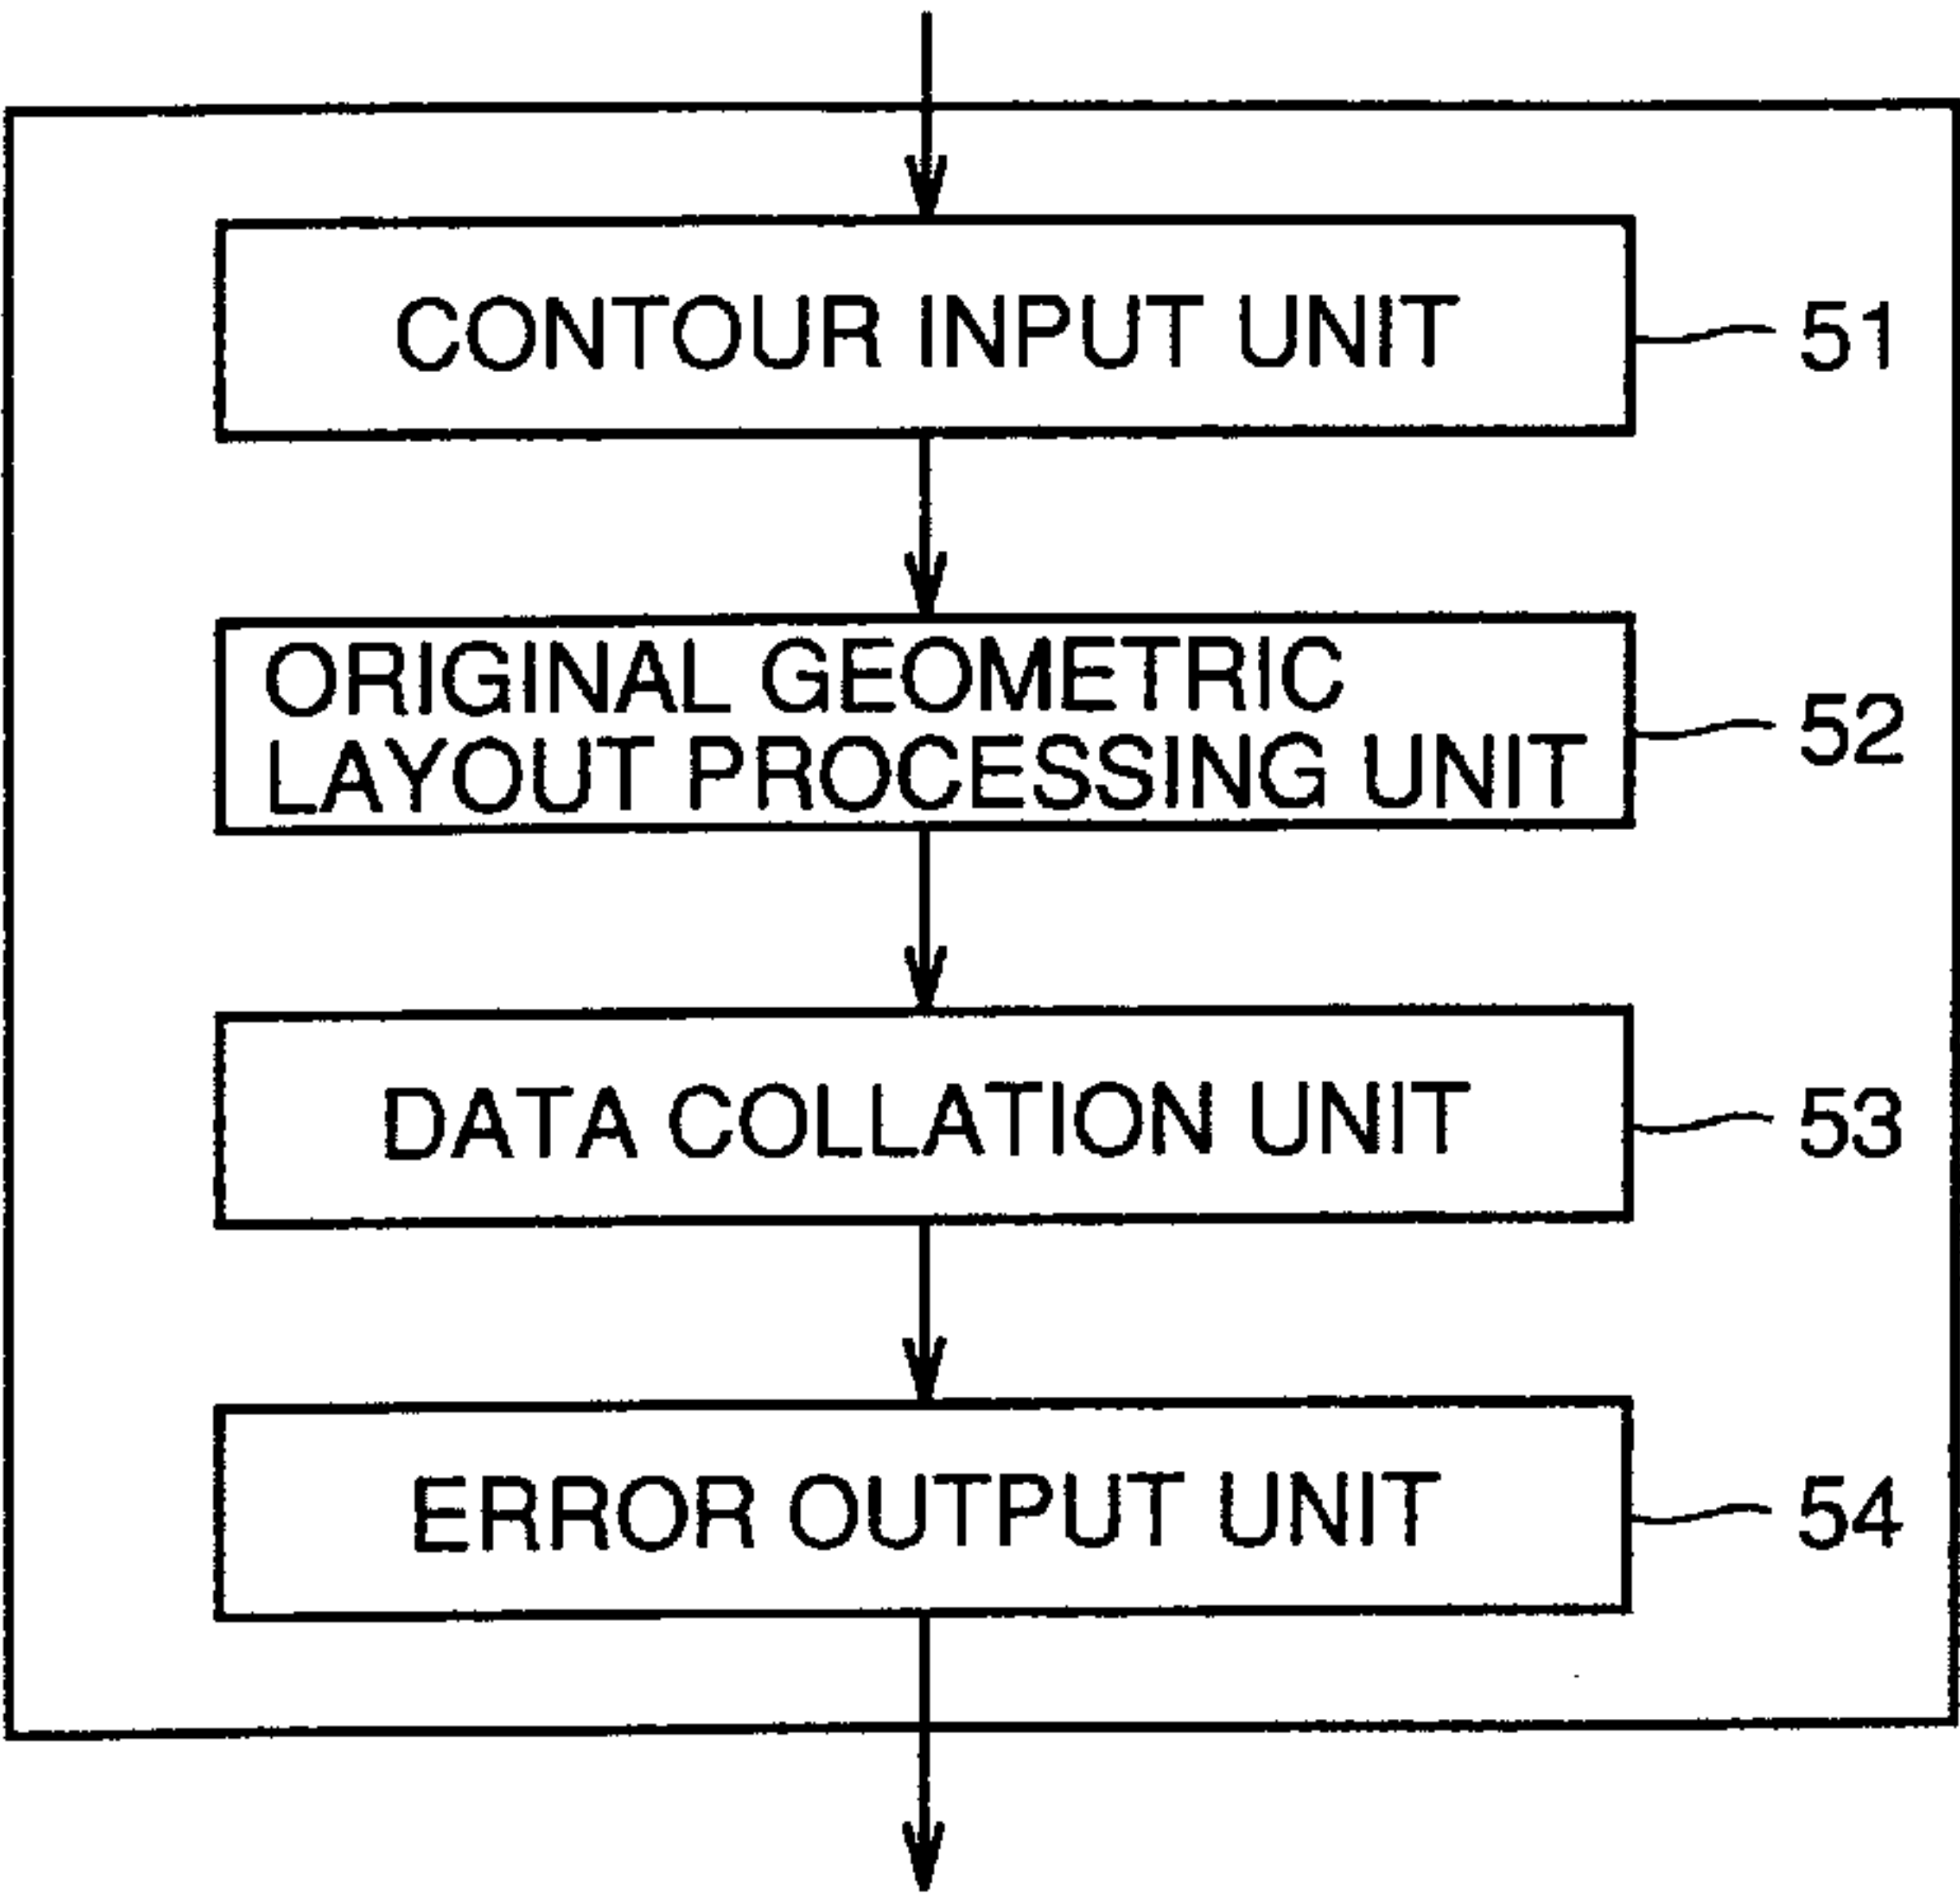 CONTOUR INPUT UNIT
51
ORIGINAL GEOMETRIC
LAYOUT PROCESSING UNIT
52
DATA COLLATION UNIT
53
ERROR OUTPUT UNIT
54